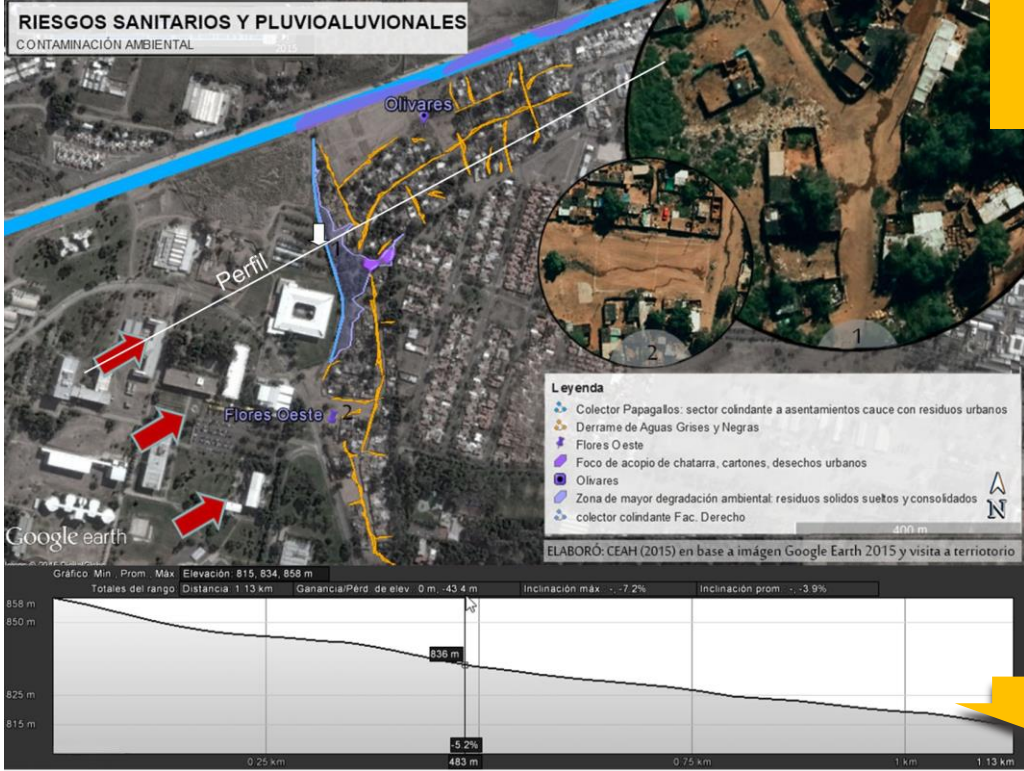 RIESGOS SANITARIOS Y PLUVIOALUVIONALES
CONTAMINACIÓN AMBIENTAL
2015
Olivares
Perfil
Flores Oeste
2
2
1
Leyenda
Colector Papagallos: sector colindante a asentamientos cauce con residuos urbanos
Derrame de Aguas Grises y Negras
Flores Oeste
Foco de acopio de chatarra, cartones, desechos urbanos
Olivares
Zona de mayor degradación ambiental: residuos solidos sueltos y consolidados
colector colindante Fac. Derecho
N
400 m
Google earth
ELABORÓ: CEAH (2015) en base a imágen Google Earth 2015 y visita a terriotorio
Gráfico Mín., Prom., Máx Elevación: 815, 834, 858 m
Totales del rango Distancia 1.13 km Ganancia/Pérd. de elev. 0 m, -43.4 m Inclinación máx. -, -7.2% Inclinación prom. -, -3.9%
858 m
850 m
836 m
825 m
815 m
-5.2%
0.25 km 483 m 0.75 km 1 km 1.13 km